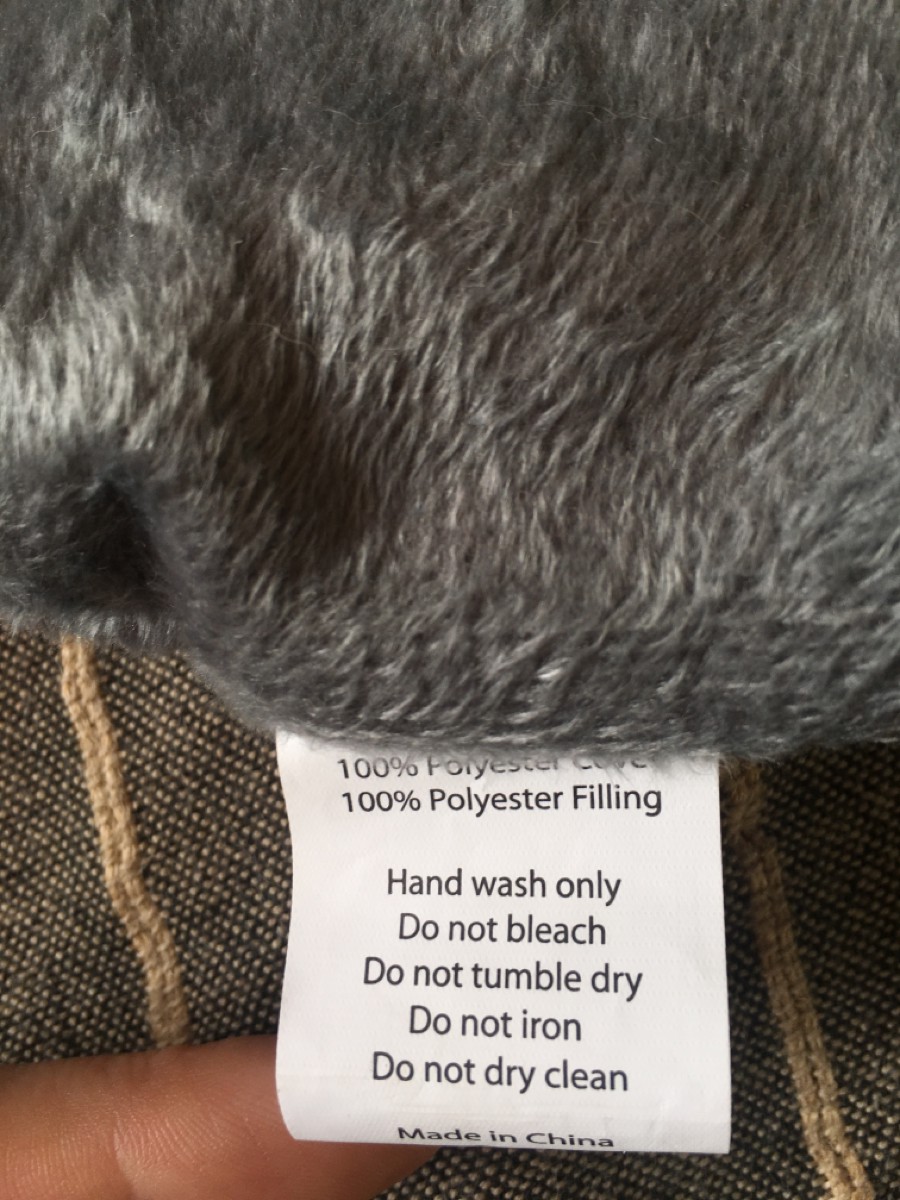 100% Polyester Cover
100% Polyester Filling
Hand wash only
Do not bleach
Do not tumble dry
Do not iron
Do not dry clean
Made in China